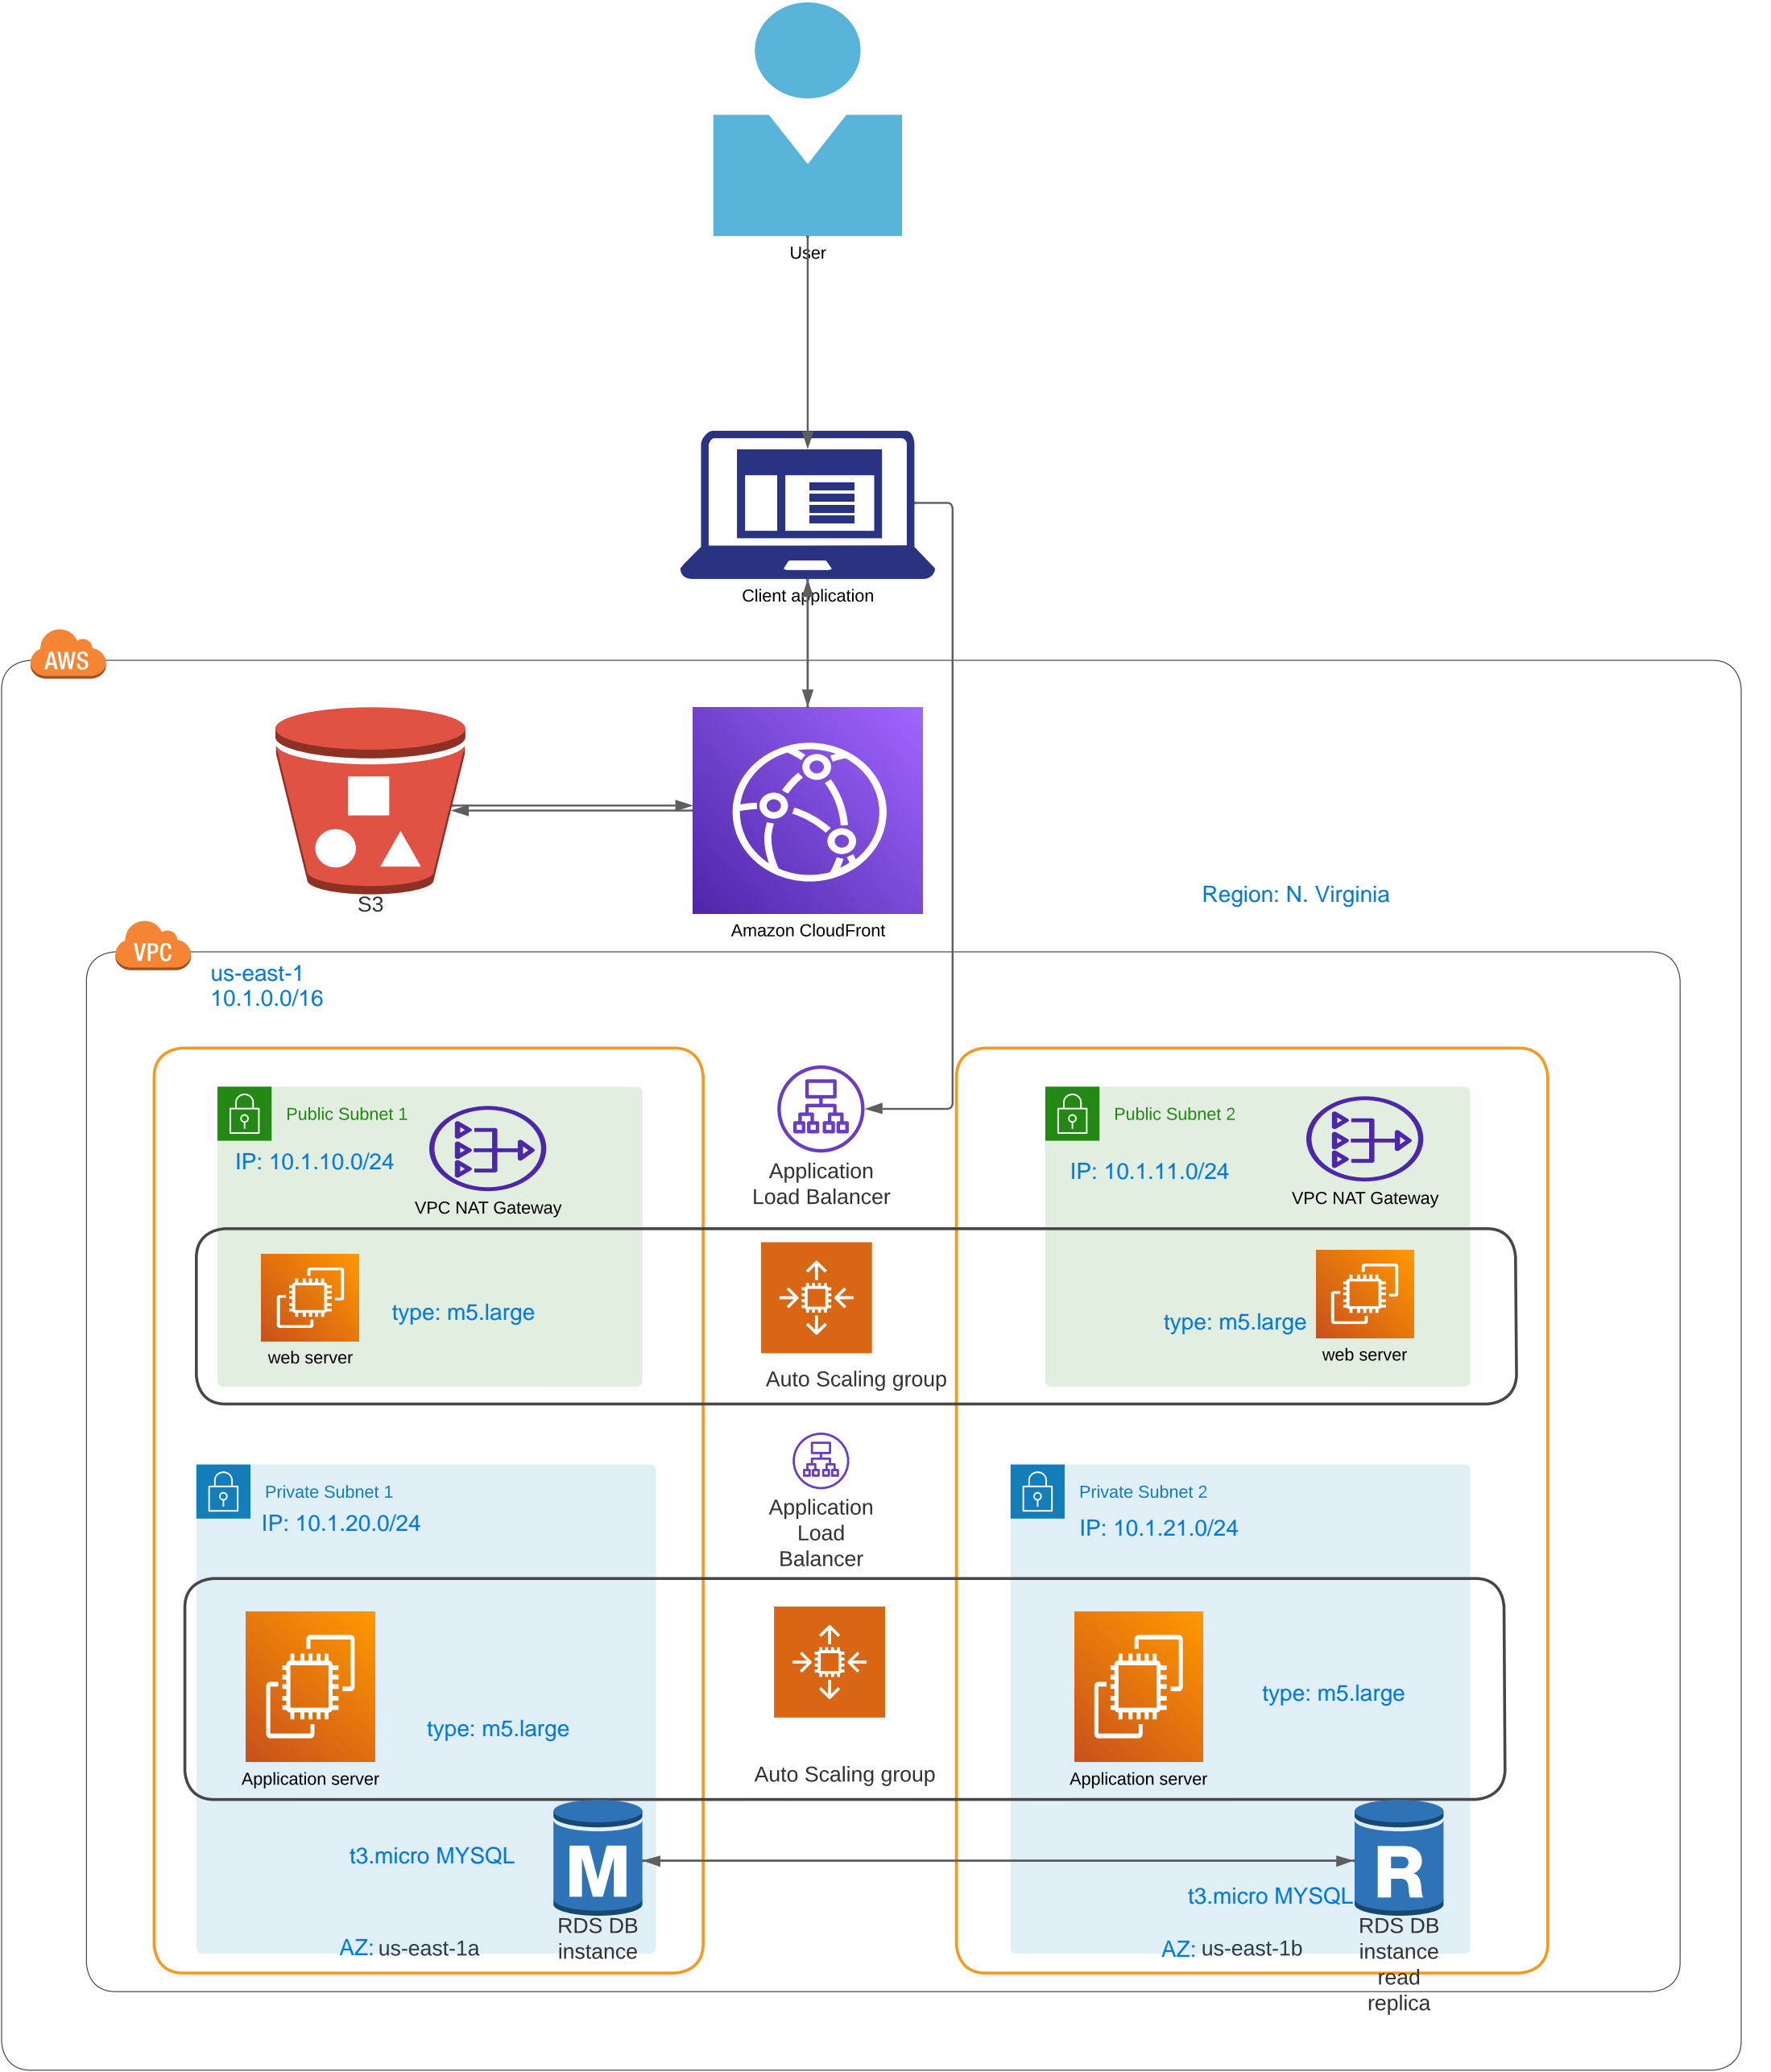 User
Client application
AWS
S3
Amazon CloudFront
Region: N. Virginia
VPC
us-east-1
10.1.0.0/16
Public Subnet 1
IP: 10.1.10.0/24
VPC NAT Gateway
Application
Load Balancer
Public Subnet 2
IP: 10.1.11.0/24
VPC NAT Gateway
web server
type: m5.large
Auto Scaling group
type: m5.large
web server
Private Subnet 1
IP: 10.1.20.0/24
Application
Load
Balancer
Private Subnet 2
IP: 10.1.21.0/24
Application server
type: m5.large
Auto Scaling group
Application server
type: m5.large
t3.micro MYSQL
M
RDS DB
instance
AZ: us-east-1a
t3.micro MYSQL
R
RDS DB
instance
read
replica
AZ: us-east-1b